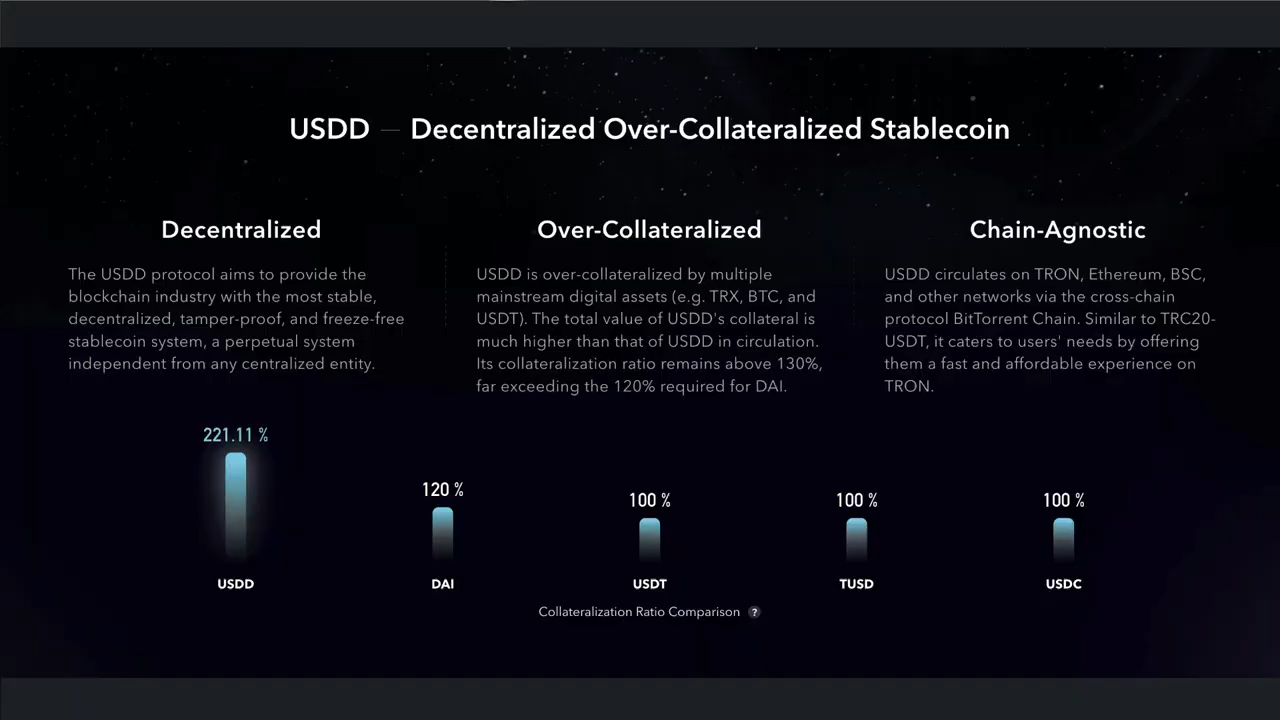 USDD — Decentralized Over-Collateralized Stablecoin
Decentralized
The USDD protocol aims to provide the
blockchain industry with the most stable,
decentralized, tamper-proof, and freeze-free
stablecoin system, a perpetual system
independent from any centralized entity.
Over-Collateralized
USDD is over-collateralized by multiple
mainstream digital assets (e.g. TRX, BTC, and
USDT). The total value of USDD's collateral is
much higher than that of USDD in circulation.
Its collateralization ratio remains above 130%,
far exceeding the 120% required for DAI.
Chain-Agnostic
USDD circulates on TRON, Ethereum, BSC,
and other networks via the cross-chain
protocol BitTorrent Chain. Similar to TRC20-
USDT, it caters to users' needs by offering
them a fast and affordable experience on
TRON.
221.11 %
120 %
100 %
100 %
100 %
USDD
DAI
USDT
TUSD
USDC
Collateralization Ratio Comparison ?